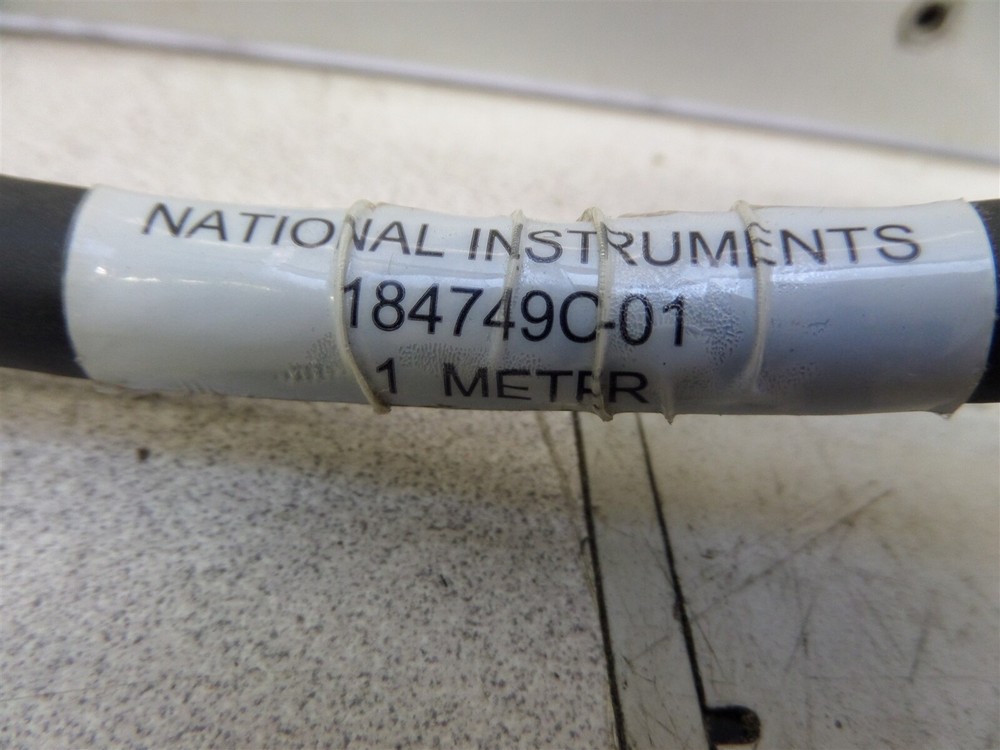 NATIONAL INSTRUMENTS
184749C-01
1 METER